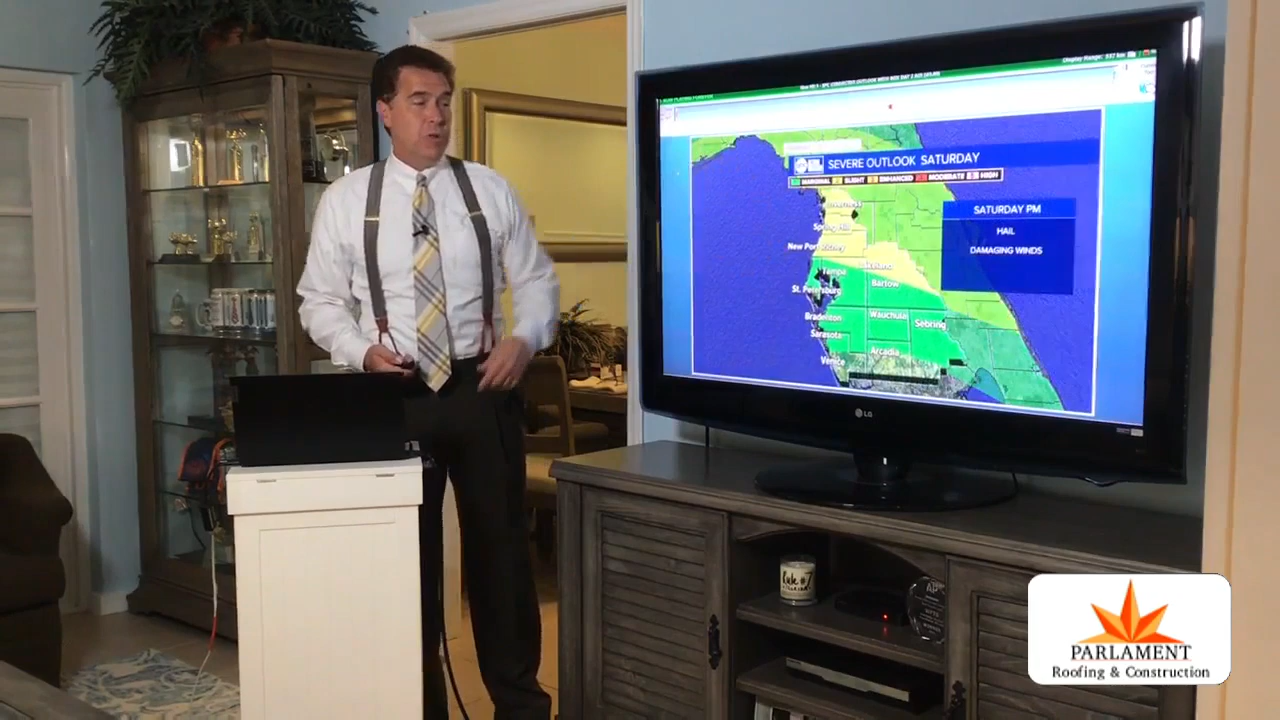 SEVERE OUTLOOK SATURDAY
MARGINAL SLIGHT ENHANCED MODERATE HIGH
SATURDAY PM
HAIL
DAMAGING WINDS
Inverness
Spring Hill
New Port Richey
Lakeland
Tampa
Bartow
St. Petersburg
Bradenton
Wauchula
Sebring
Sarasota
Arcadia
Venice
LG
PARLAMENT
Roofing & Construction